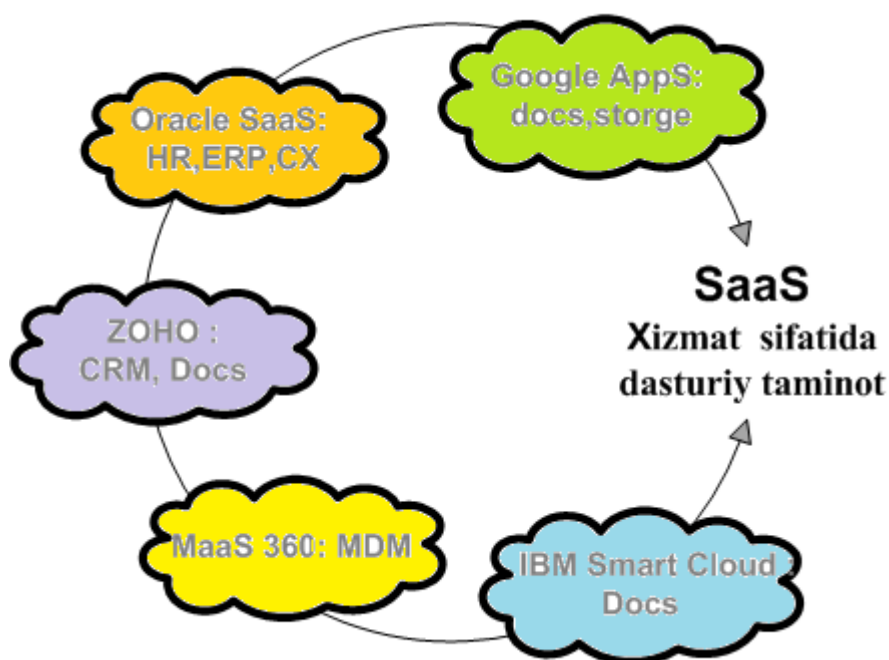 Google AppS:
docs,storge
Oracle SaaS:
HR,ERP,CX
SaaS
Xizmat sifatida
dasturiy taminot
ZOHO :
CRM, Docs
MaaS 360: MDM
IBM Smart Cloud :
Docs